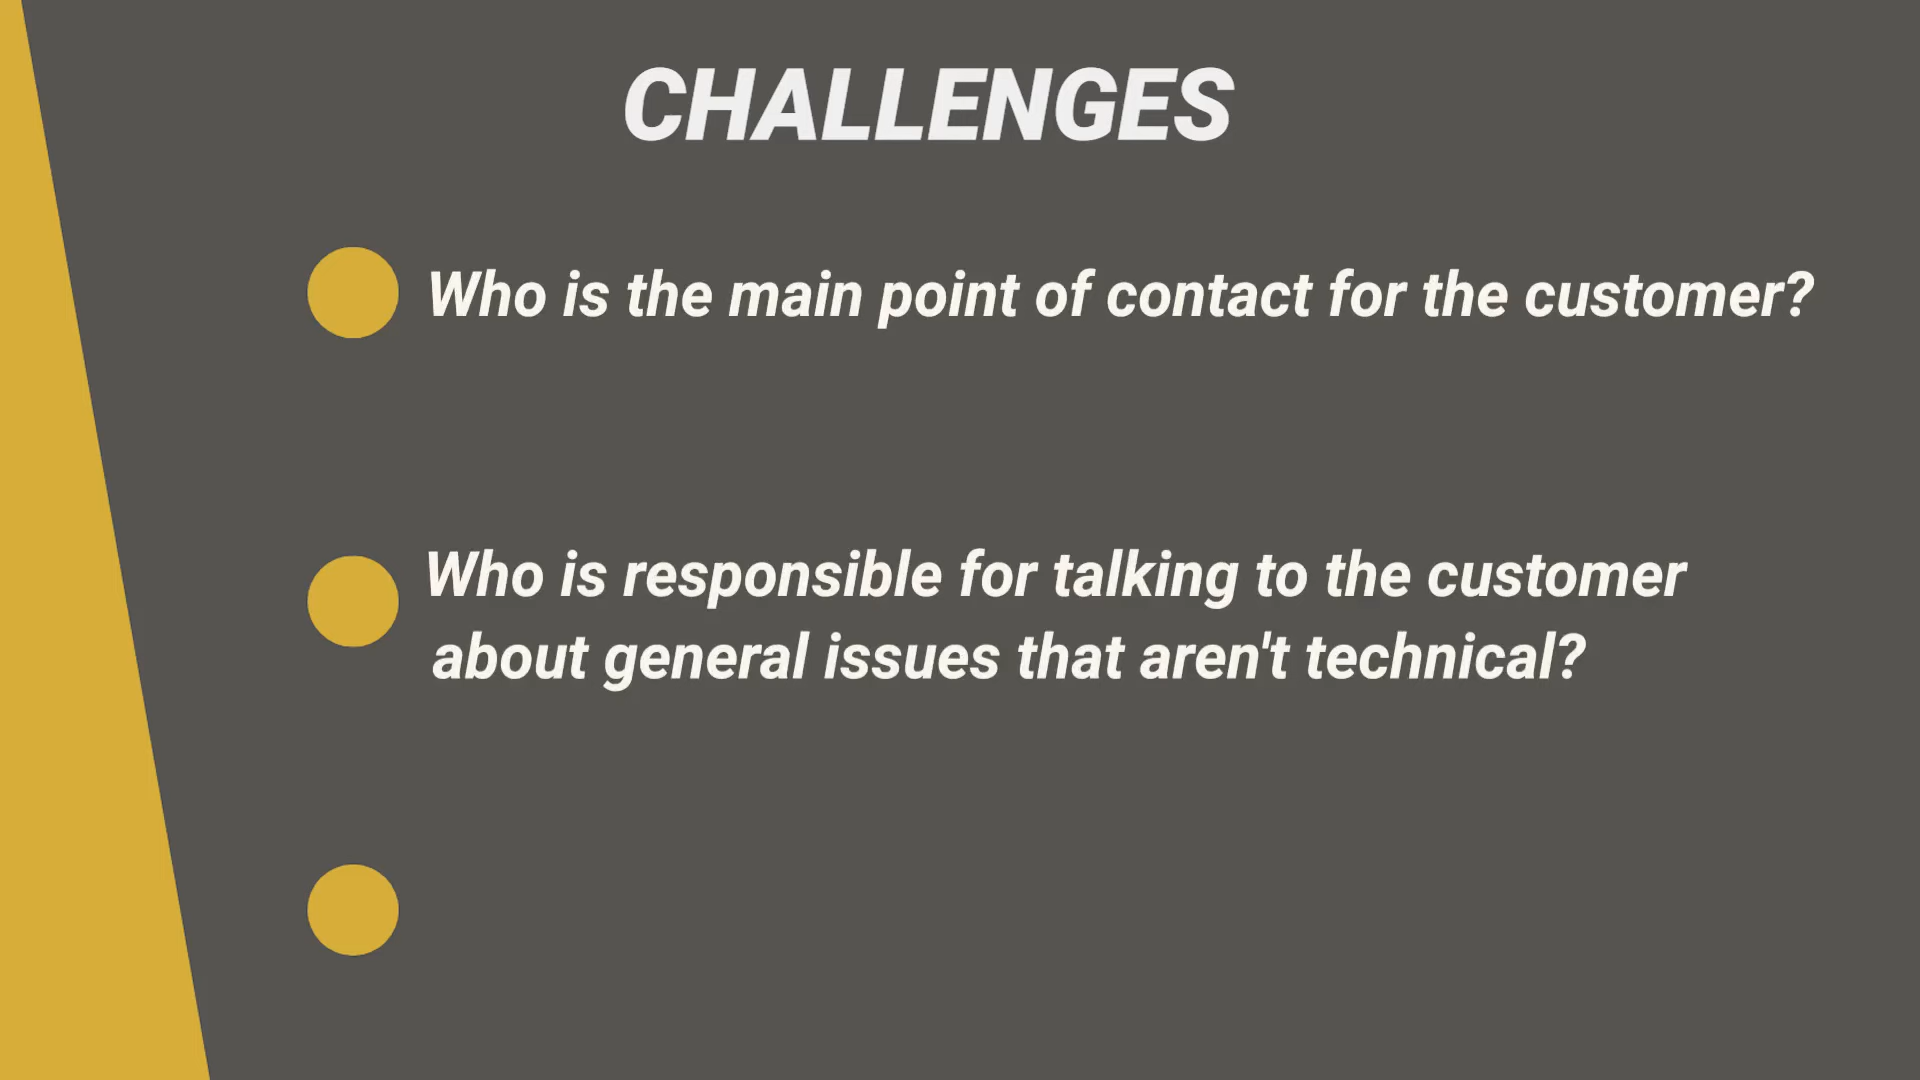 CHALLENGES
Who is the main point of contact for the customer?
Who is responsible for talking to the customer
about general issues that aren't technical?